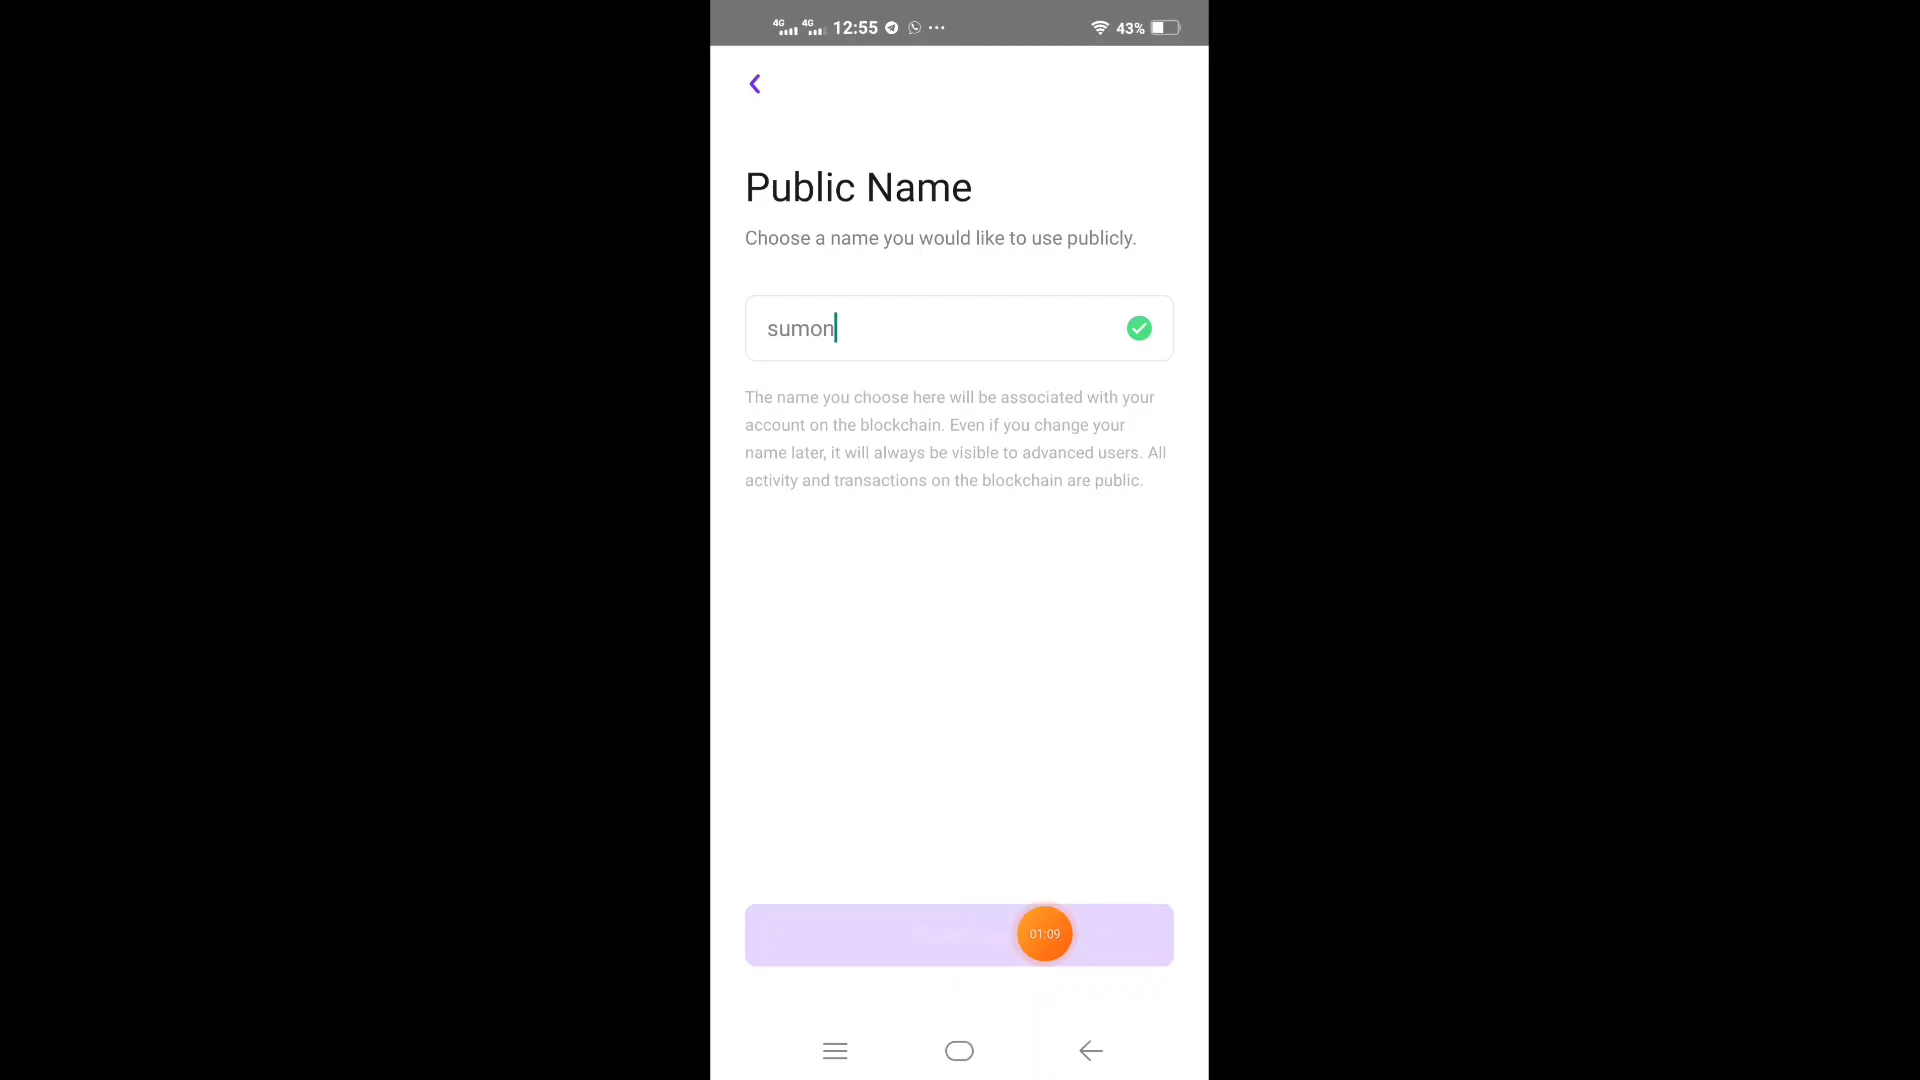 4G 4G 12:55 43%
Public Name
Choose a name you would like to use publicly.
sumon
The name you choose here will be associated with your
account on the blockchain. Even if you change your
name later, it will always be visible to advanced users. All
activity and transactions on the blockchain are public.
01:09